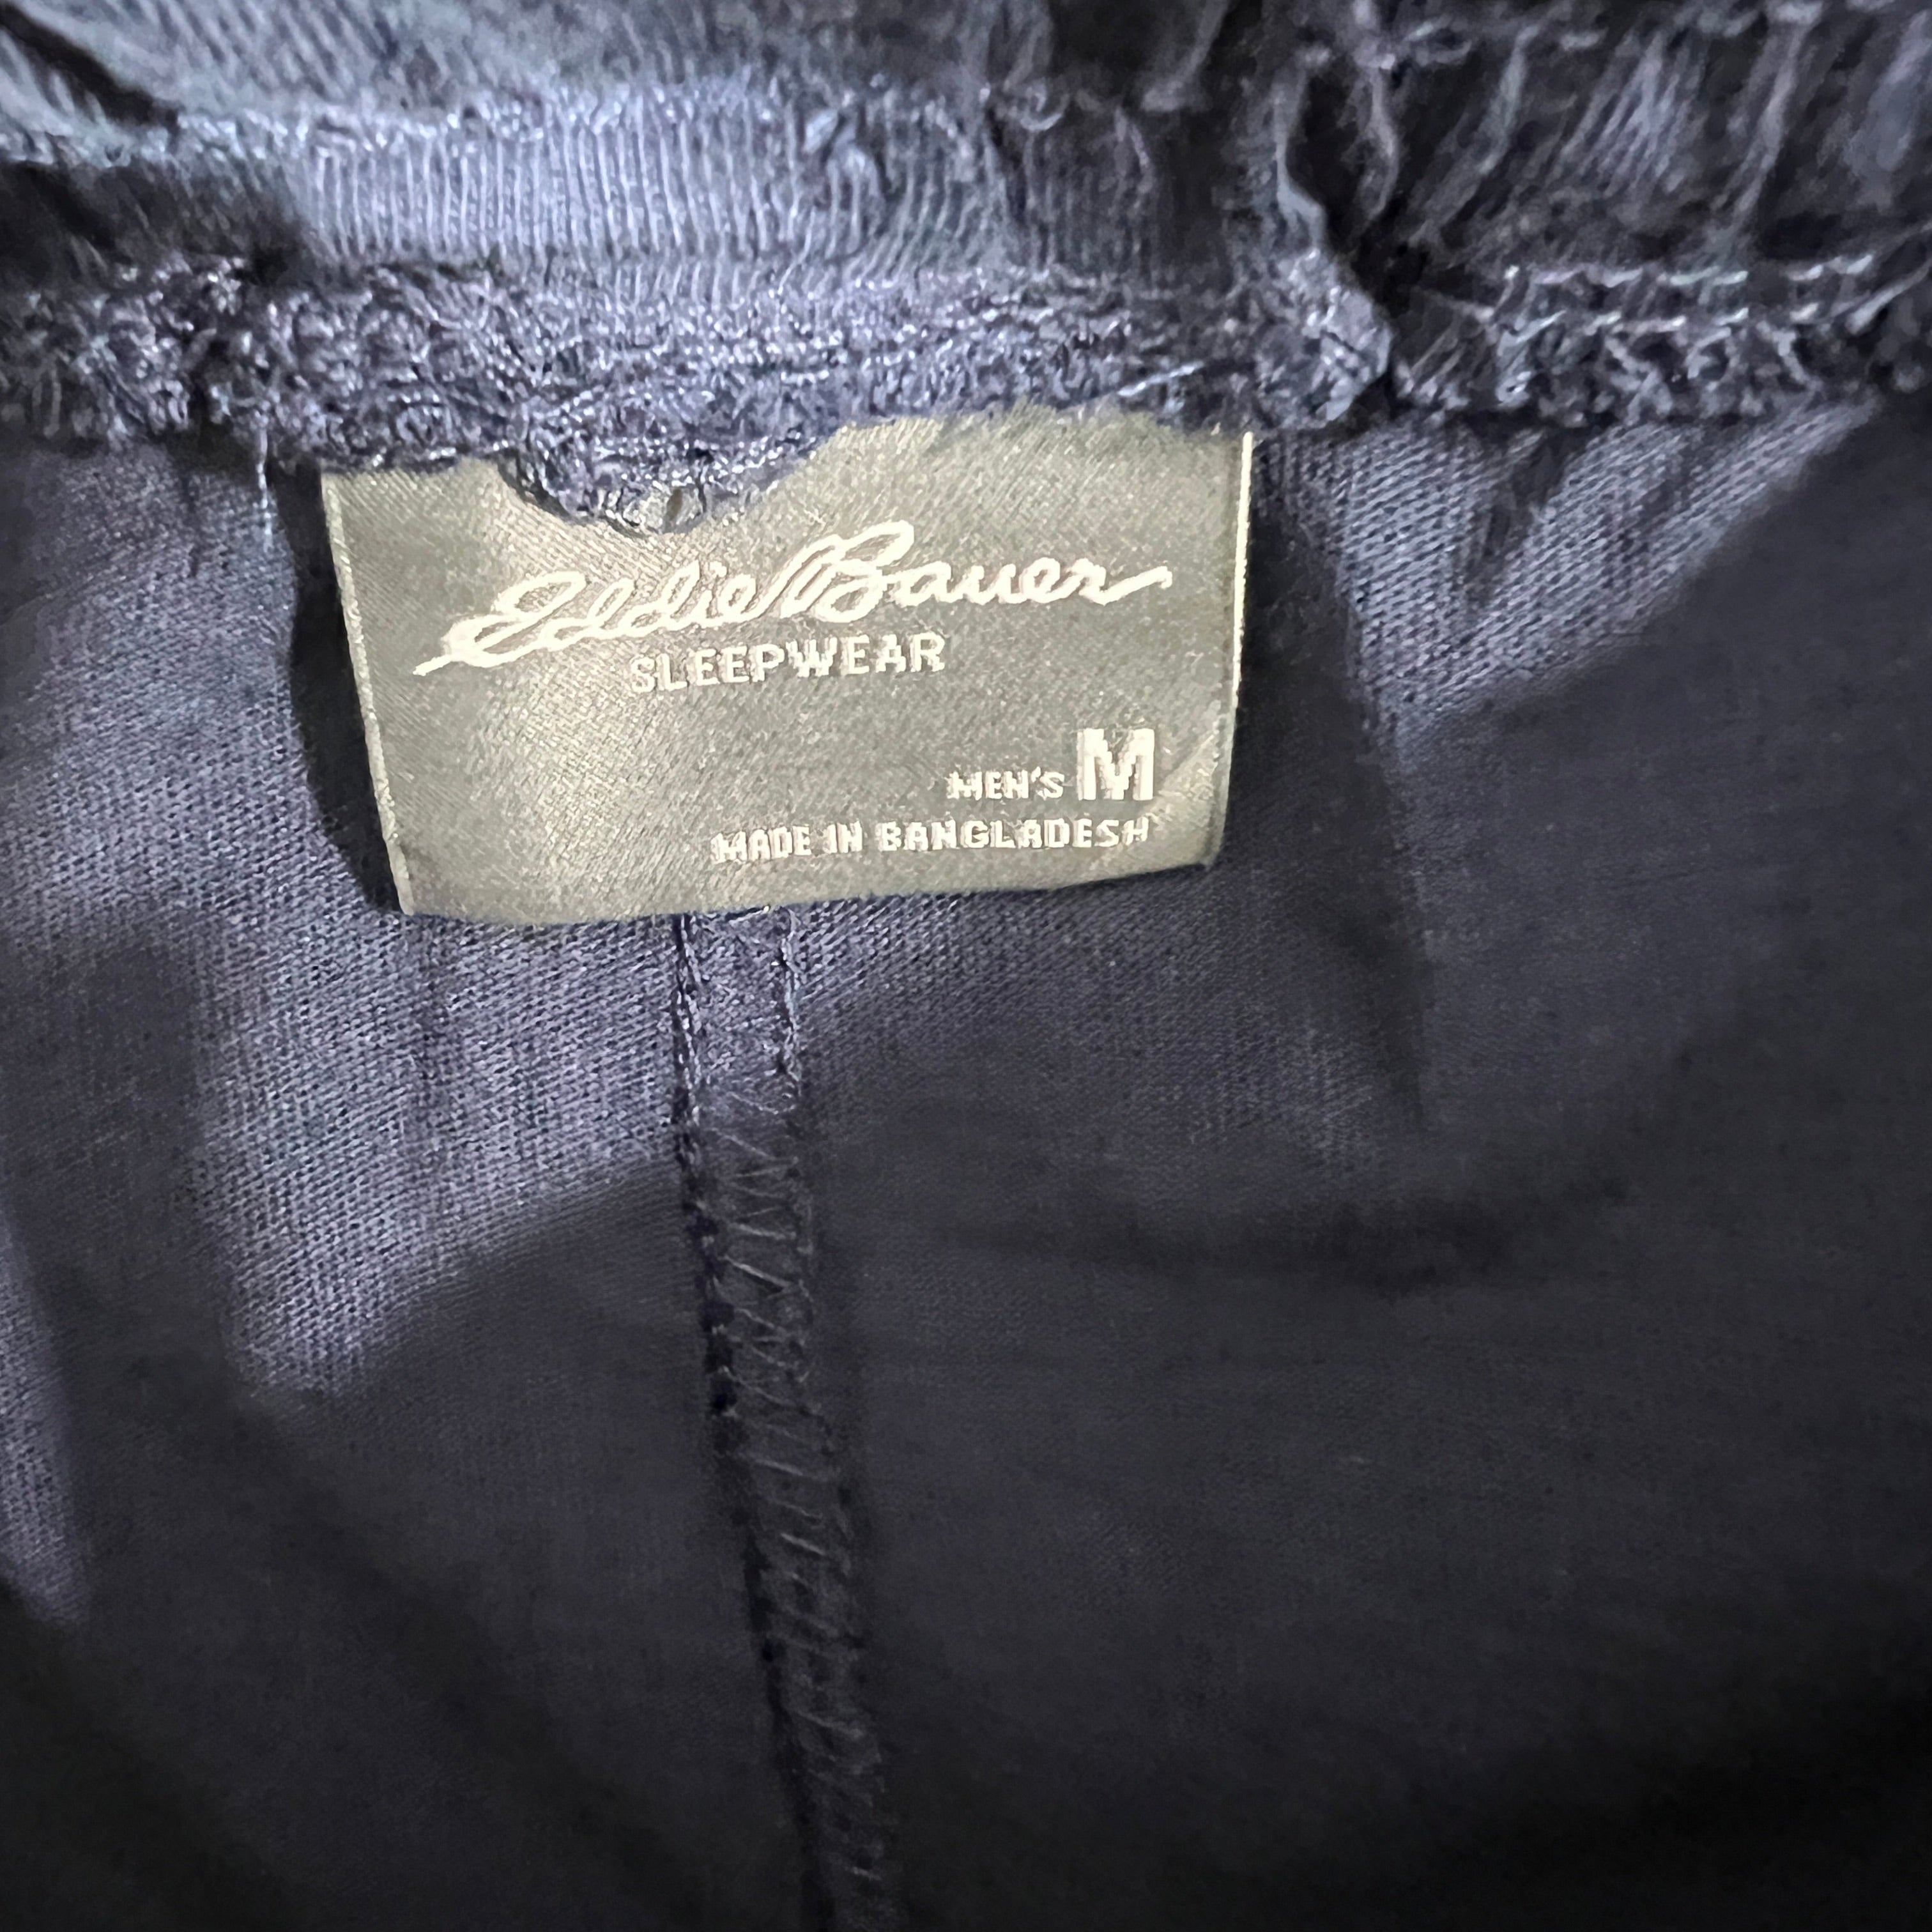 Eddie Bauer
SLEEPWEAR
MEN'S M
MADE IN BANGLADESH